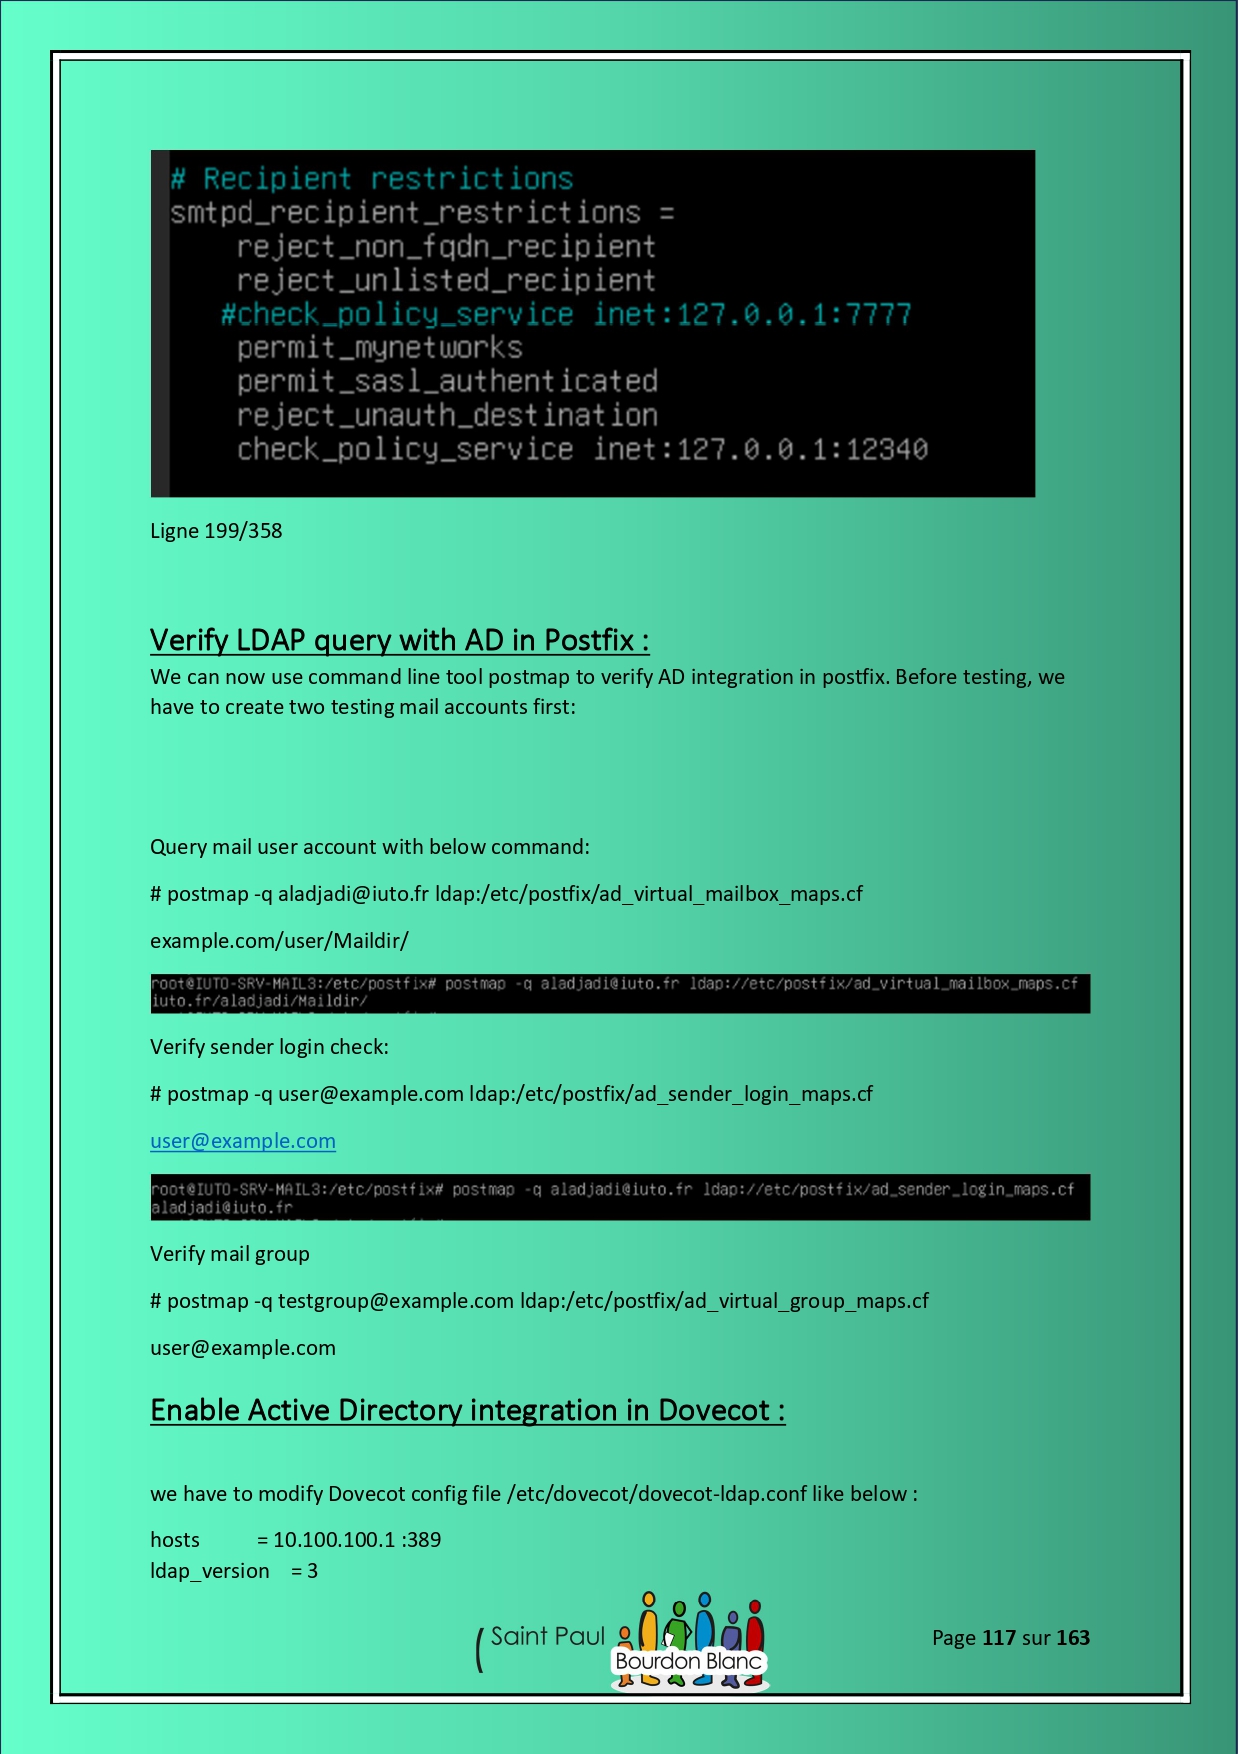 # Recipient restrictions
smtpd_recipient_restrictions =
    reject_non_fqdn_recipient
    reject_unlisted_recipient
   #check_policy_service inet:127.0.0.1:7777
    permit_mynetworks
    permit_sasl_authenticated
    reject_unauth_destination
    check_policy_service inet:127.0.0.1:12340
Ligne 199/358
Verify LDAP query with AD in Postfix :
We can now use command line tool postmap to verify AD integration in postfix. Before testing, we
have to create two testing mail accounts first:
Query mail user account with below command:
# postmap -q aladjadi@iuto.fr ldap:/etc/postfix/ad_virtual_mailbox_maps.cf
example.com/user/Maildir/
root@IUTO-SRV-MAIL3:/etc/postfix# postmap -q aladjadi@iuto.fr ldap://etc/postfix/ad_virtual_mailbox_maps.cf
iuto.fr/aladjadi/Maildir/
Verify sender login check:
# postmap -q user@example.com ldap:/etc/postfix/ad_sender_login_maps.cf
user@example.com
root@IUTO-SRV-MAIL3:/etc/postfix# postmap -q aladjadi@iuto.fr ldap://etc/postfix/ad_sender_login_maps.cf
aladjadi@iuto.fr
Verify mail group
# postmap -q testgroup@example.com ldap:/etc/postfix/ad_virtual_group_maps.cf
user@example.com
Enable Active Directory integration in Dovecot :
we have to modify Dovecot config file /etc/dovecot/dovecot-ldap.conf like below :
hosts = 10.100.100.1 :389
ldap_version = 3
Saint Paul
Bourdon Blanc
Page 117 sur 163